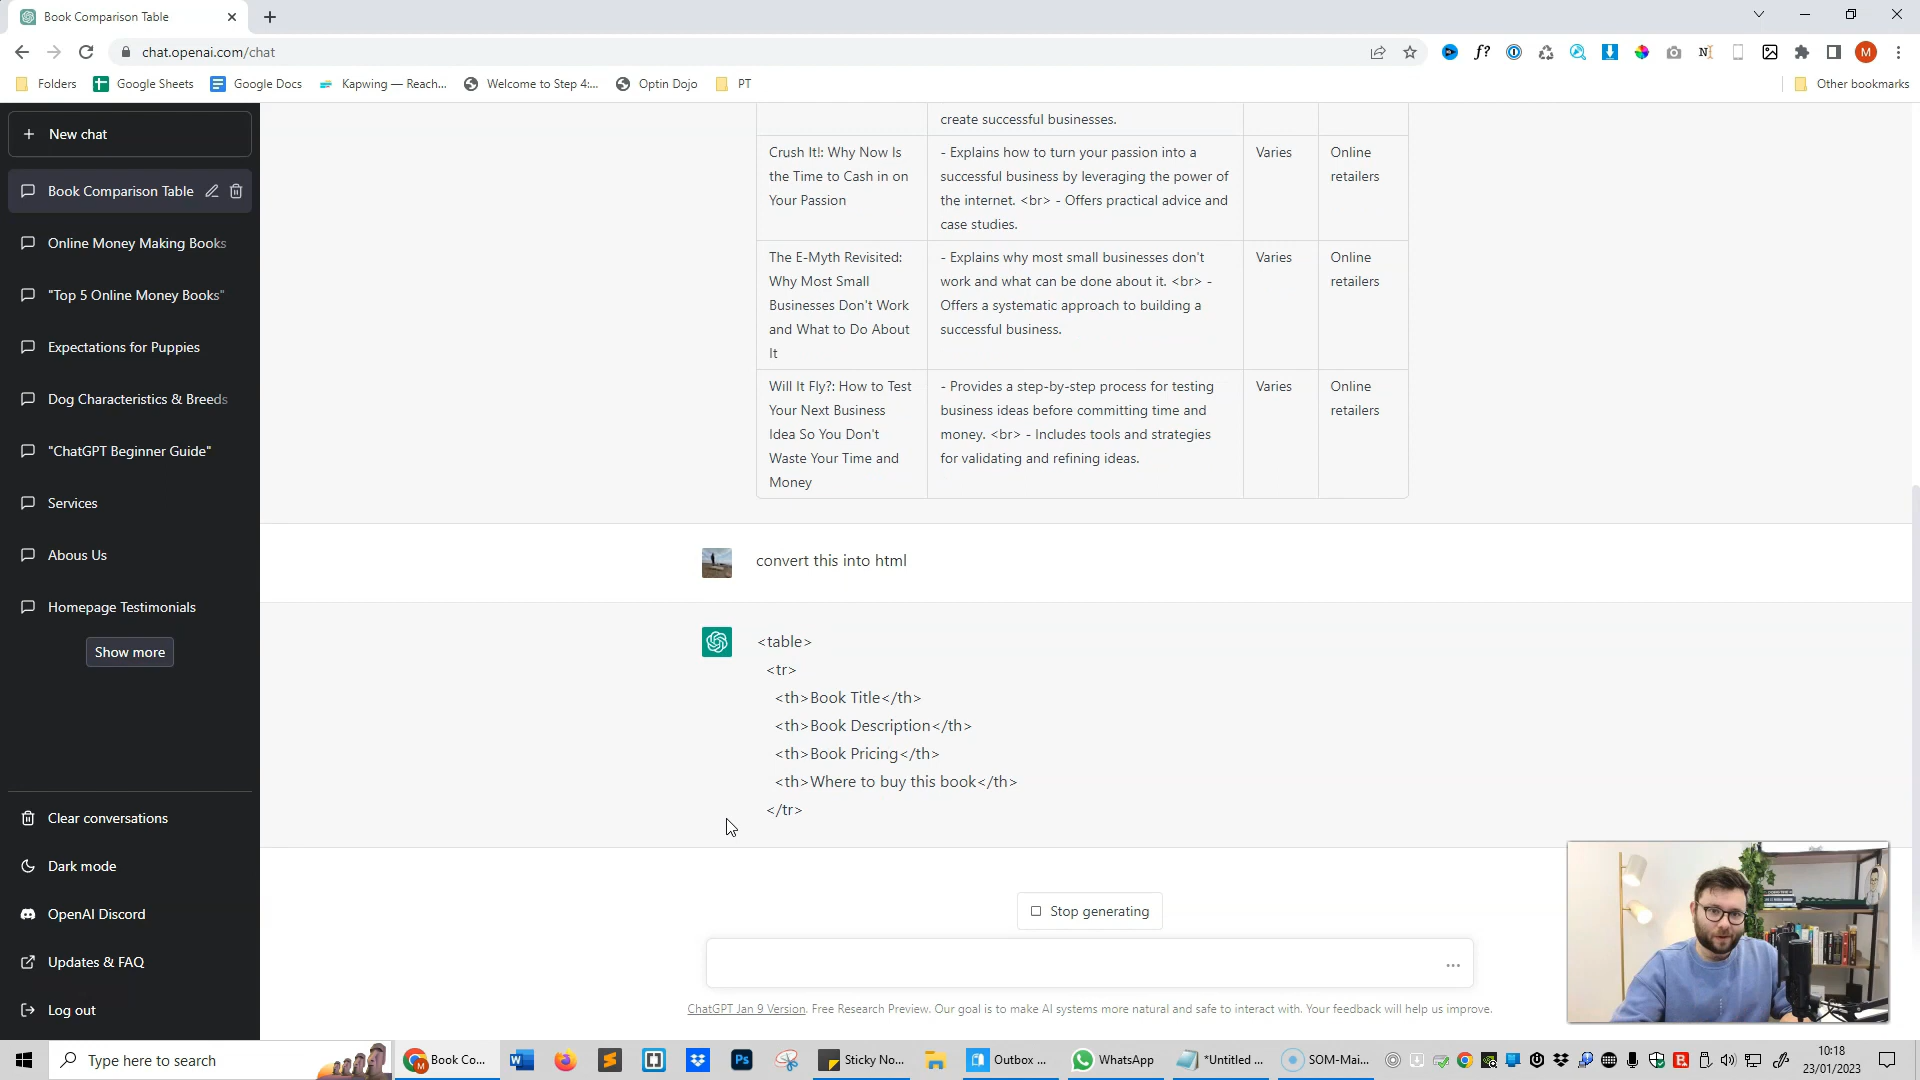 Book Comparison Table
chat.openai.com/chat
f?
N
M
Folders
Google Sheets
Google Docs
Kapwing — Reach...
Welcome to Step 4:...
Optin Dojo
PT
Other bookmarks
New chat
Book Comparison Table
Online Money Making Books
"Top 5 Online Money Books"
Expectations for Puppies
Dog Characteristics & Breeds
"ChatGPT Beginner Guide"
Services
Abous Us
Homepage Testimonials
Show more
Clear conversations
Dark mode
OpenAI Discord
Updates & FAQ
Log out
create successful businesses.
Crush It!: Why Now Is
the Time to Cash in on
Your Passion
- Explains how to turn your passion into a
successful business by leveraging the power of
the internet. <br> - Offers practical advice and
case studies.
Varies
Online
retailers
The E-Myth Revisited:
Why Most Small
Businesses Don't Work
and What to Do About
It
- Explains why most small businesses don't
work and what can be done about it. <br> -
Offers a systematic approach to building a
successful business.
Varies
Online
retailers
Will It Fly?: How to Test
Your Next Business
Idea So You Don't
Waste Your Time and
Money
- Provides a step-by-step process for testing
business ideas before committing time and
money. <br> - Includes tools and strategies
for validating and refining ideas.
Varies
Online
retailers
convert this into html
<table>
<tr>
<th>Book Title</th>
<th>Book Description</th>
<th>Book Pricing</th>
<th>Where to buy this book</th>
</tr>
Stop generating
ChatGPT Jan 9 Version. Free Research Preview. Our goal is to make AI systems more natural and safe to interact with. Your feedback will help us improve.
Type here to search
Book Co...
Ps
Sticky No...
Outbox ...
WhatsApp
*Untitled ...
SOM-Mai...
10:18
23/01/2023